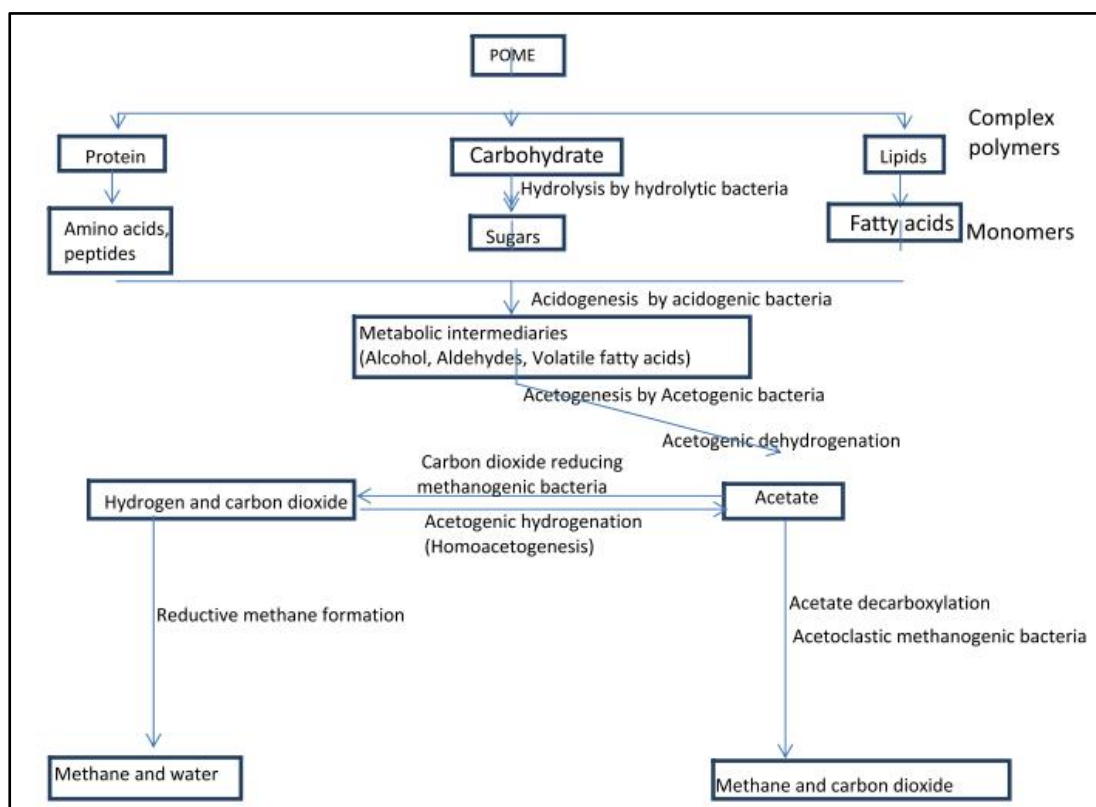 POME
Complex
polymers
Protein
Carbohydrate
Lipids
Hydrolysis by hydrolytic bacteria
Amino acids,
peptides
Sugars
Fatty acids
Monomers
Acidogenesis by acidogenic bacteria
Metabolic intermediaries
(Alcohol, Aldehydes, Volatile fatty acids)
Acetogenesis by Acetogenic bacteria
Acetogenic dehydrogenation
Carbon dioxide reducing
methanogenic bacteria
Hydrogen and carbon dioxide
Acetate
Acetogenic hydrogenation
(Homoacetogenesis)
Reductive methane formation
Acetate decarboxylation
Acetoclastic methanogenic bacteria
Methane and water
Methane and carbon dioxide